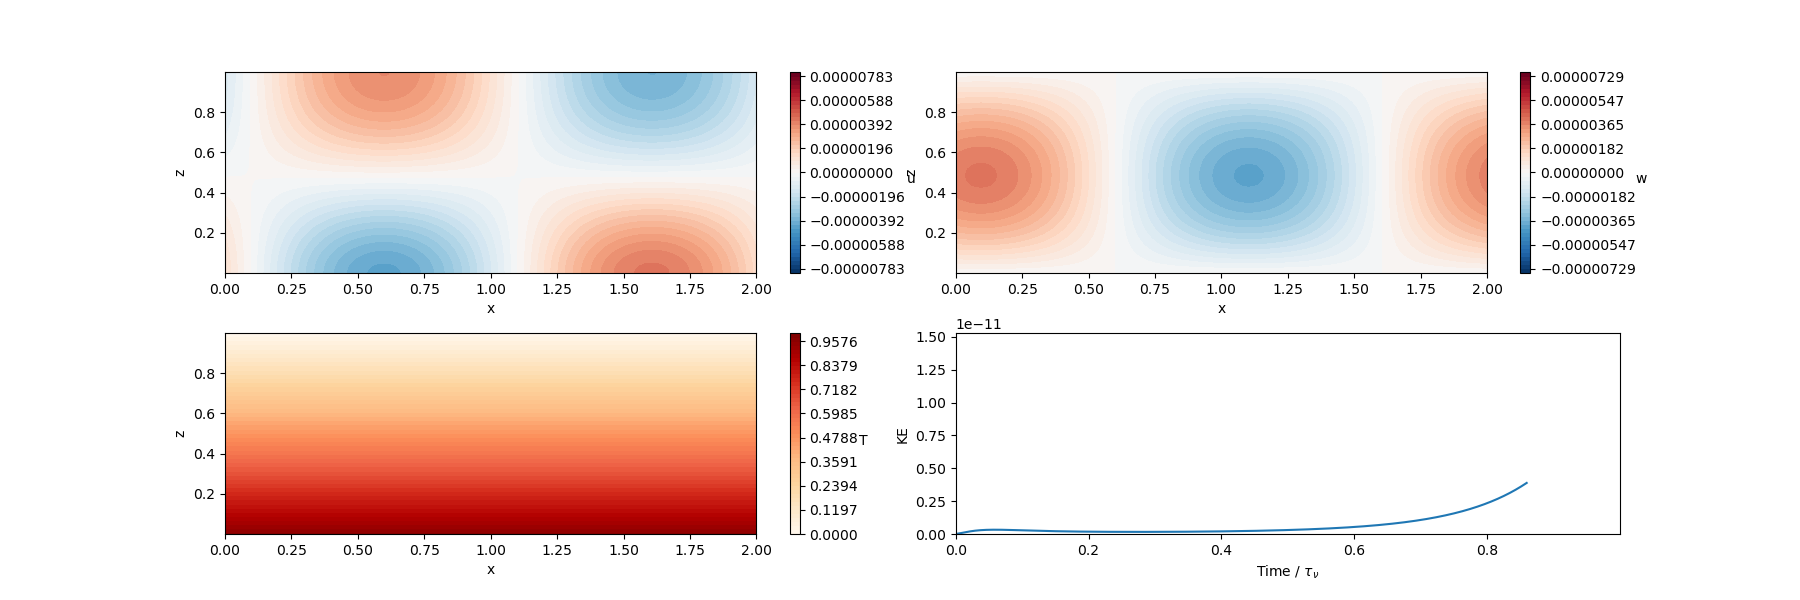 z
0.8
0.6
0.4
0.2
0.00 0.25 0.50 0.75 1.00 1.25 1.50 1.75 2.00
x
0.00000783
0.00000588
0.00000392
0.00000196
0.00000000
−0.00000196
−0.00000392
−0.00000588
−0.00000783
u
z
0.8
0.6
0.4
0.2
0.00 0.25 0.50 0.75 1.00 1.25 1.50 1.75 2.00
x
0.00000729
0.00000547
0.00000365
0.00000182
0.00000000
−0.00000182
−0.00000365
−0.00000547
−0.00000729
w
z
0.8
0.6
0.4
0.2
0.00 0.25 0.50 0.75 1.00 1.25 1.50 1.75 2.00
x
0.9576
0.8379
0.7182
0.5985
0.4788
0.3591
0.2394
0.1197
0.0000
T
1e−11
KE
1.50
1.25
1.00
0.75
0.50
0.25
0.00
0.0 0.2 0.4 0.6 0.8
Time / τν